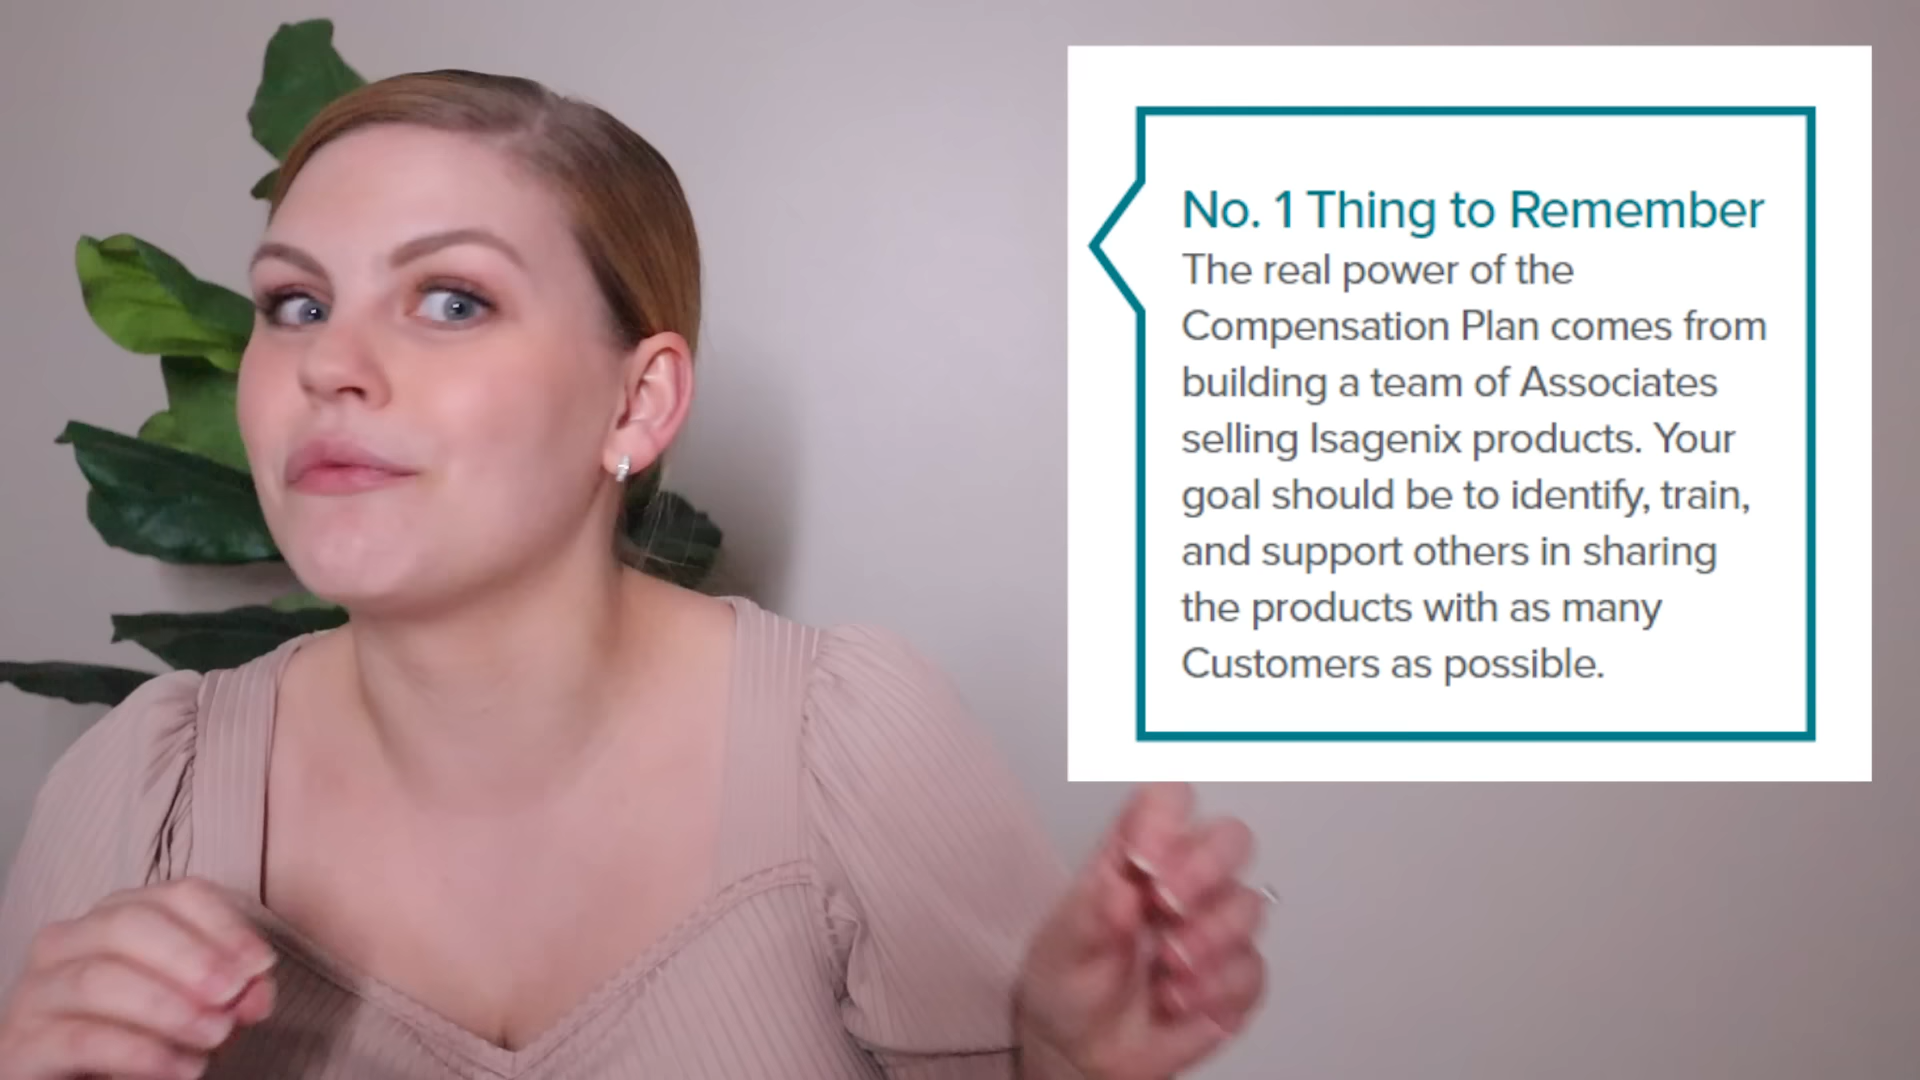 No. 1 Thing to Remember
The real power of the
Compensation Plan comes from
building a team of Associates
selling Isagenix products. Your
goal should be to identify, train,
and support others in sharing
the products with as many
Customers as possible.